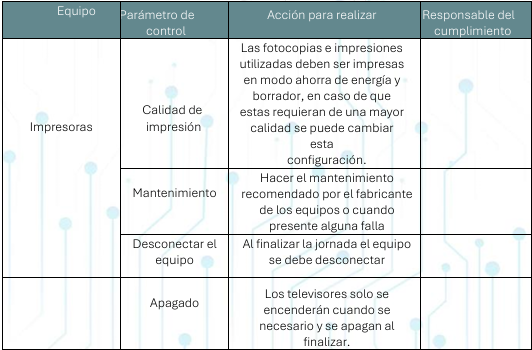 Equipo
Parámetro de
control
Acción para realizar
Responsable del
cumplimiento
Impresoras
Calidad de
impresión
Las fotocopias e impresiones
utilizadas deben ser impresas
en modo ahorra de energía y
borrador, en caso de que
estas requieran de una mayor
calidad se puede cambiar
esta
configuración.
Mantenimiento
Hacer el mantenimiento
recomendado por el fabricante
de los equipos o cuando
presente alguna falla
Desconectar el
equipo
Al finalizar la jornada el equipo
se debe desconectar
Apagado
Los televisores solo se
encenderán cuando se
necesario y se apagan al
finalizar.